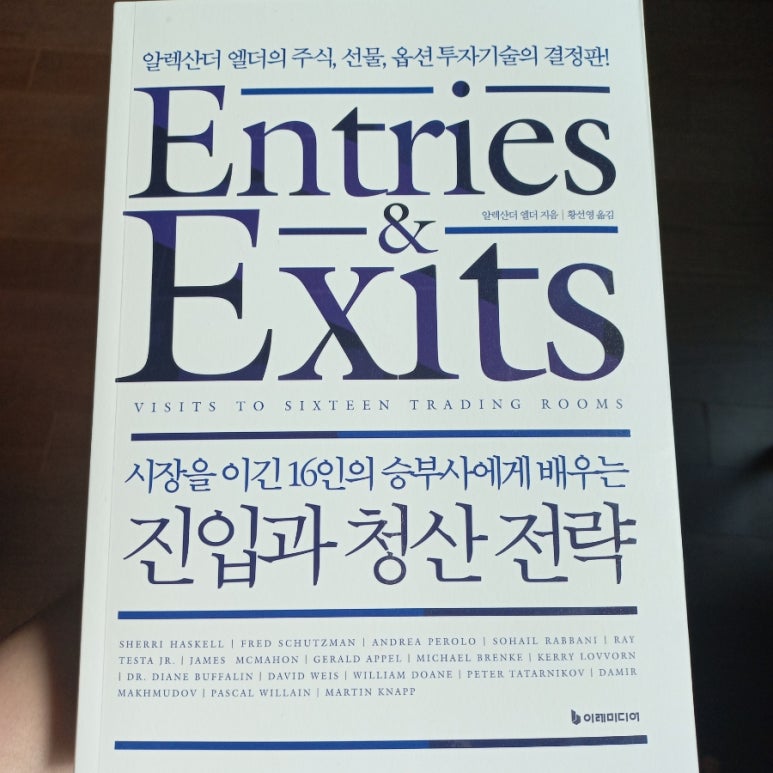 알렉산더 엘더의 주식, 선물, 옵션 투자기술의 결정판!
Entries
알렉산더 엘더 지음 | 황선영 옮김
&
Exits
VISITS TO SIXTEEN TRADING ROOMS
시장을 이긴 16인의 승부사에게 배우는
진입과 청산 전략
SHERRI HASKELL | FRED SCHUTZMAN | ANDREA PEROLO | SOHAIL RABBANI | RAY
TESTA JR. | JAMES MCMAHON | GERALD APPEL | MICHAEL BRENKE | KERRY LOVVORN
| DR. DIANE BUFFALIN | DAVID WEIS | WILLIAM DOANE | PETER TATARNIKOV | DAMIR
MAKHMUDOV | PASCAL WILLAIN | MARTIN KNAPP
이레미디어